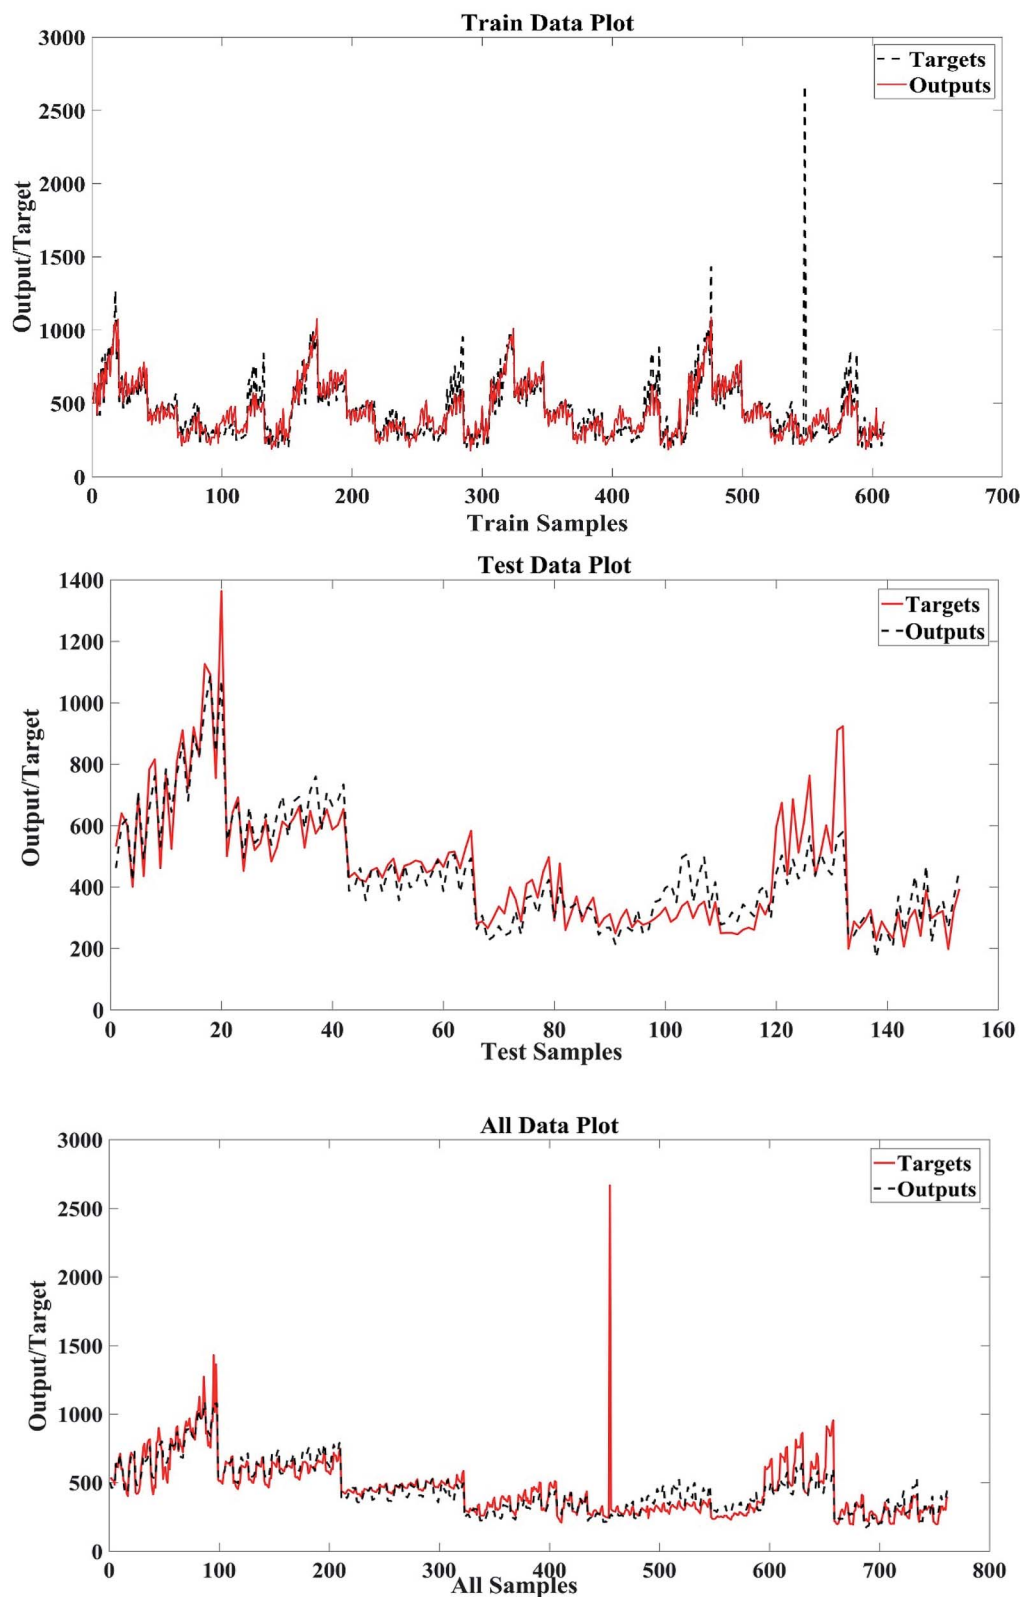 Train Data Plot
3000
2500
2000
1500
1000
500
0
Output/Target
Targets
Outputs
0 100 200 300 400 500 600 700
Train Samples
Test Data Plot
1400
1200
1000
800
600
400
200
0
Output/Target
Targets
Outputs
0 20 40 60 80 100 120 140 160
Test Samples
All Data Plot
3000
2500
2000
1500
1000
500
0
Output/Target
Targets
Outputs
0 100 200 300 400 500 600 700 800
All Samples